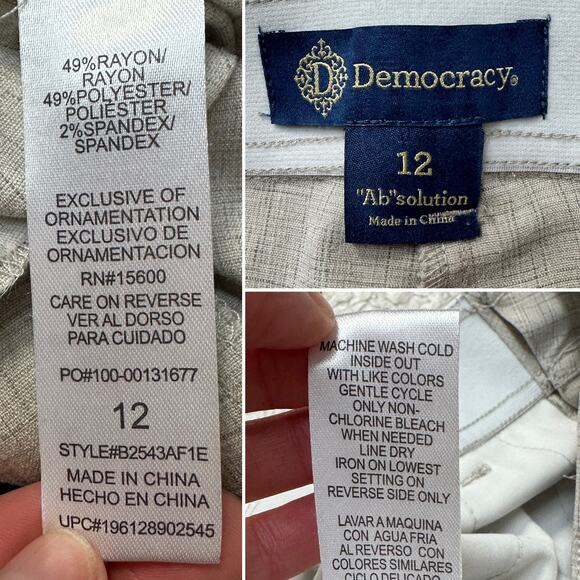 49%RAYON/
RAYON
49%POLYESTER/
POLIÉSTER
2%SPANDEX/
SPANDEX
EXCLUSIVE OF
ORNAMENTATION
EXCLUSIVO DE
ORNAMENTACION
RN#15600
CARE ON REVERSE
VER AL DORSO
PARA CUIDADO
PO#100-00131677
12
STYLE#B2543AF1E
MADE IN CHINA
HECHO EN CHINA
UPC#196128902545
D Democracy®
12
"Ab"solution
Made in China
MACHINE WASH COLD
INSIDE OUT
WITH LIKE COLORS
GENTLE CYCLE
ONLY NON-
CHLORINE BLEACH
WHEN NEEDED
LINE DRY
IRON ON LOWEST
SETTING ON
REVERSE SIDE ONLY
LAVAR A MAQUINA
CON AGUA FRIA
AL REVERSO CON
COLORES SIMILARES
CICLO DELICADO